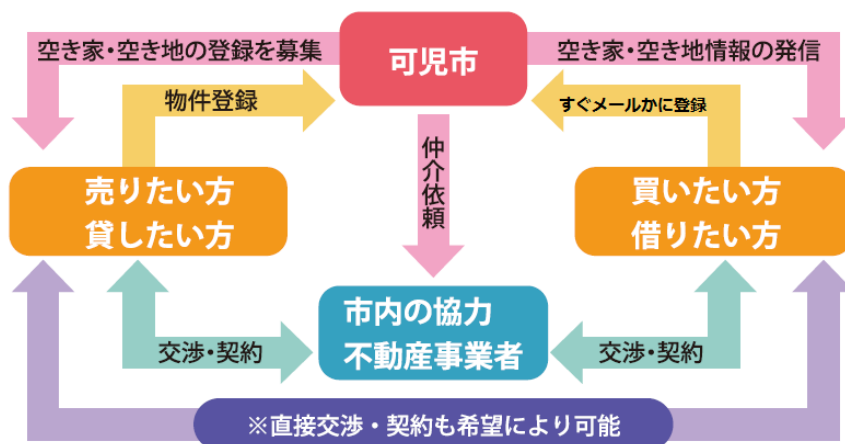 空き家・空き地の登録を募集
可児市
空き家・空き地情報の発信
物件登録
すぐメールかに登録
仲介依頼
売りたい方
貸したい方
買いたい方
借りたい方
市内の協力
不動産事業者
交渉・契約
交渉・契約
※直接交渉・契約も希望により可能